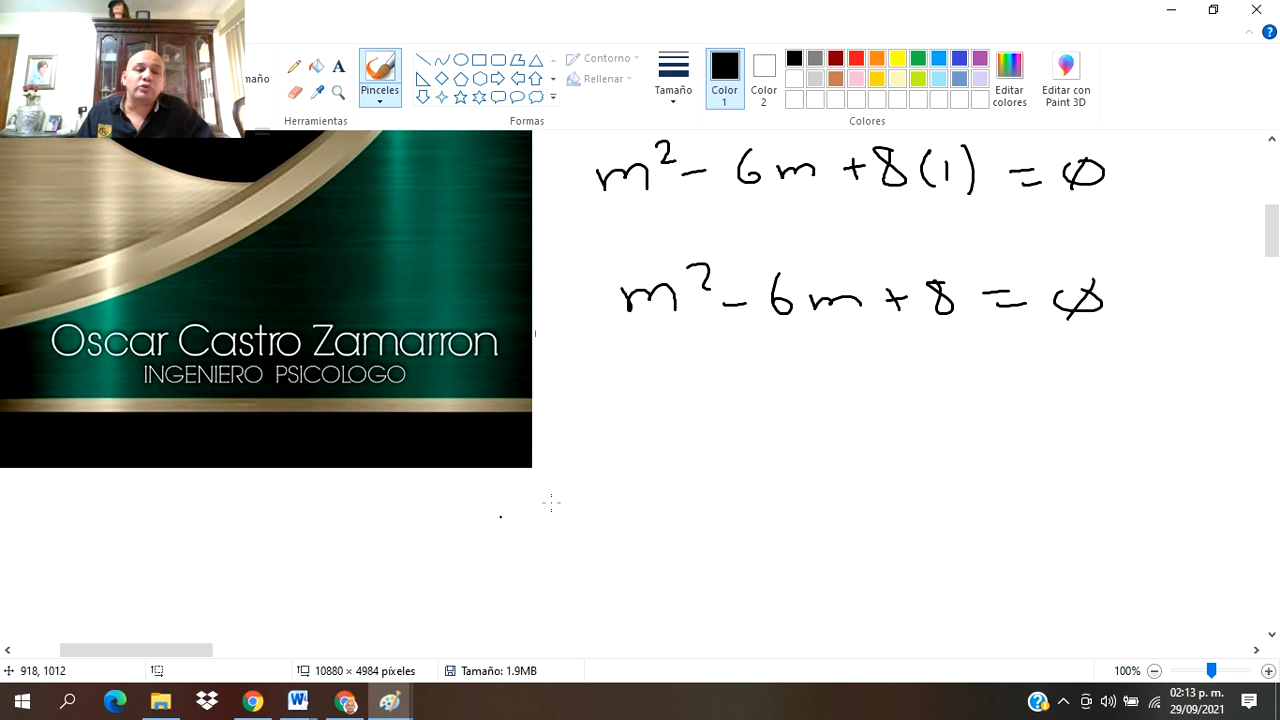 maño
Herramientas
Pinceles
Formas
Contorno
Rellenar
Tamaño
Color
1
Color
2
Colores
Editar
colores
Editar con
Paint 3D
m² - 6m + 8(1) = ∅
m² - 6m + 8 = ∅
Oscar Castro Zamarron
INGENIERO PSICOLOGO
918, 1012
10880 × 4984 píxeles
Tamaño: 1.9MB
100%
02:13 p. m.
29/09/2021